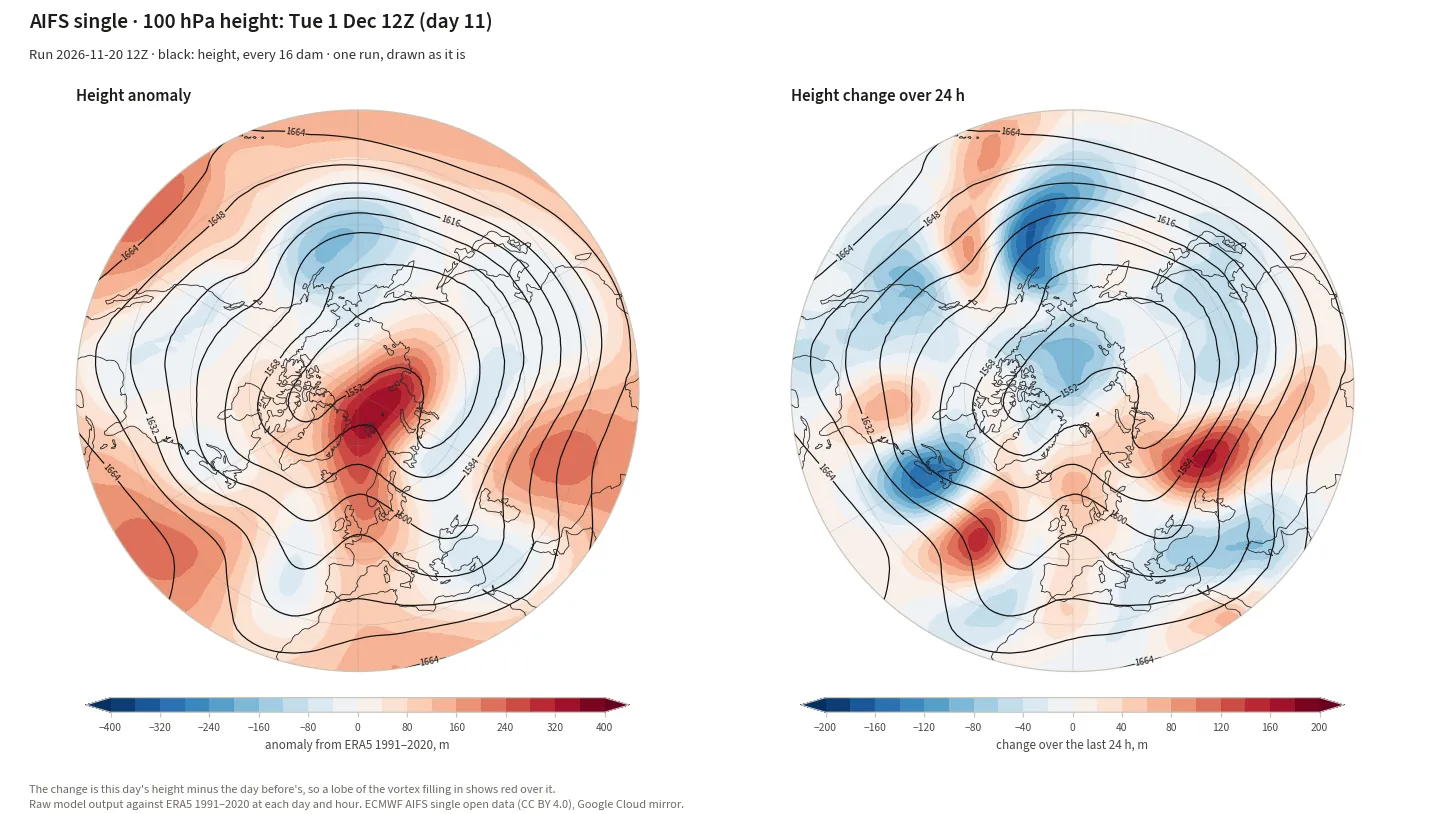 AIFS single · 100 hPa height: Tue 1 Dec 12Z (day 11)
Run 2026-11-20 12Z · black: height, every 16 dam · one run, drawn as it is
Height anomaly
Height change over 24 h
1664
1648
1616
1664
1568
1552
1632
1664
1584
1600
1664
1664
1648
1616
1664
1568
1552
1632
1664
1584
1600
1664
−400 −320 −240 −160 −80 0 80 160 240 320 400
anomaly from ERA5 1991–2020, m
−200 −160 −120 −80 −40 0 40 80 120 160 200
change over the last 24 h, m
The change is this day's height minus the day before's, so a lobe of the vortex filling in shows red over it.
Raw model output against ERA5 1991–2020 at each day and hour. ECMWF AIFS single open data (CC BY 4.0), Google Cloud mirror.